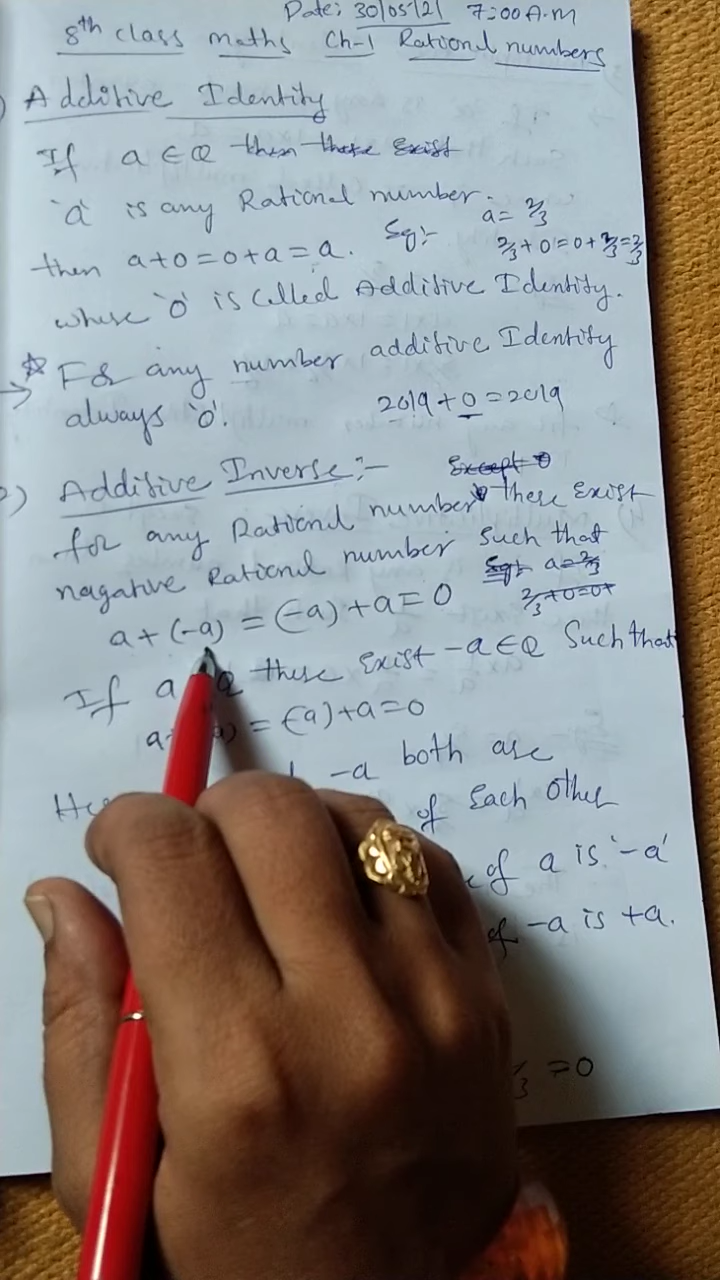 Date: 30/05/21 7:00 A.M
8th class maths Ch-1 Rational numbers
Additive Identity
If a ∈ Q then there Exist
'a' is any Rational number. a = 2/3
then a+0=0+a=a. Eg:- 2/3+0=0+2/3=2/3
where '0' is called Additive Identity.
For any number additive Identity
always '0'. 2019+0=2019
2) Additive Inverse:- Except 0
for any Rational number there Exist
nagative Rational number such that Eg:- a=2/3
a+(-a) = (-a)+a=0 2/3+0=0+
If a Q there Exist -a∈Q Such that
a+ a) = (-a)+a=0
-a both are
of Each other
of a is '-a'
of -a is +a.
3 =0